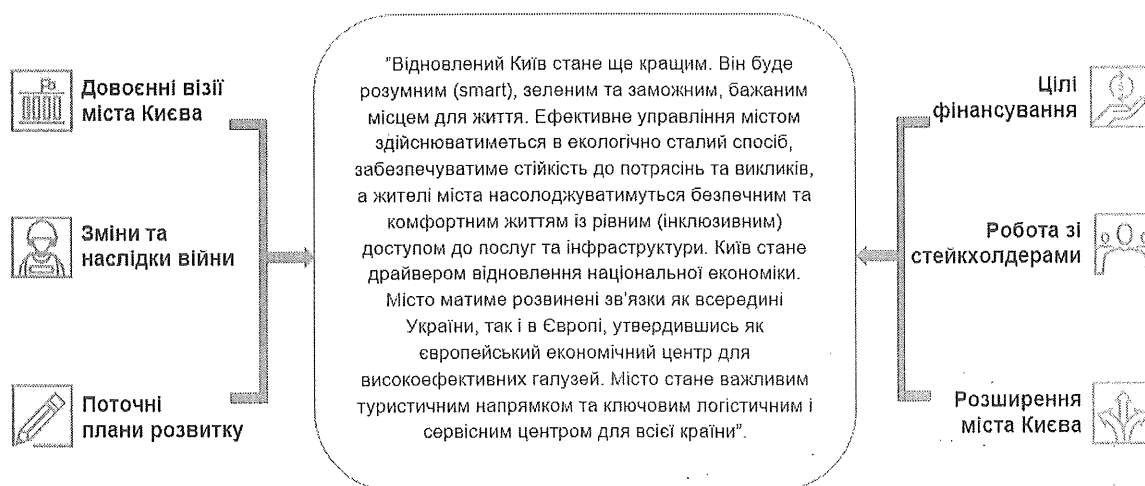 Довоєнні візії
міста Києва
Зміни та
наслідки війни
Поточні
плани розвитку
"Відновлений Київ стане ще кращим. Він буде
розумним (smart), зеленим та заможним, бажаним
місцем для життя. Ефективне управління містом
здійснюватиметься в екологічно сталий спосіб,
забезпечуватиме стійкість до потрясінь та викликів,
а жителі міста насолоджуватимуться безпечним та
комфортним життям із рівним (інклюзивним)
доступом до послуг та інфраструктури. Київ стане
драйвером відновлення національної економіки.
Місто матиме розвинені зв'язки як всередині
України, так і в Європі, утвердившись як
європейський економічний центр для
високоефективних галузей. Місто стане важливим
туристичним напрямком та ключовим логістичним і
сервісним центром для всієї країни".
Цілі
фінансування
Робота зі
стейкхолдерами
Розширення
міста Києва